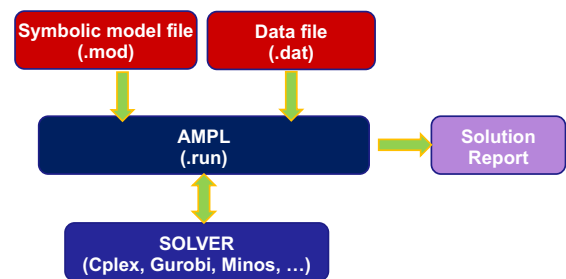 Symbolic model file
(.mod)
Data file
(.dat)
AMPL
(.run)
Solution
Report
SOLVER
(Cplex, Gurobi, Minos, ...)